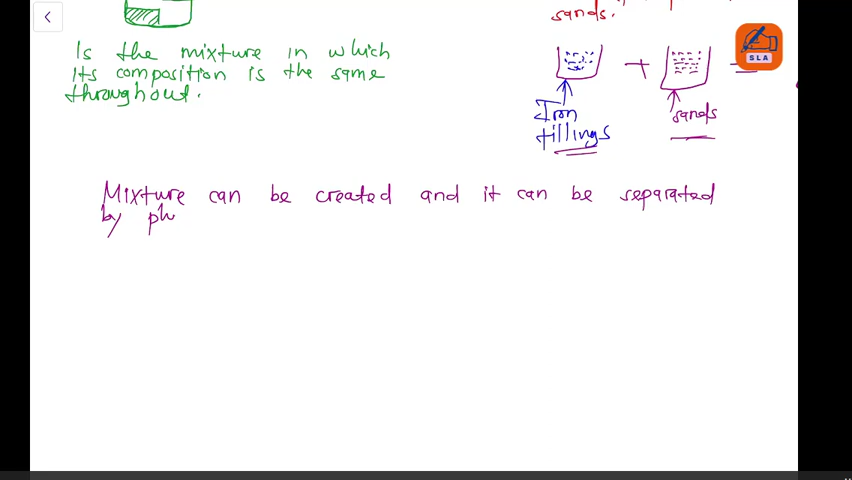 sands.
Is the mixture in which
its composition is the same
throughout.
+
Iron
fillings
sands
SLA
Mixture can be created and it can be separated
by ph